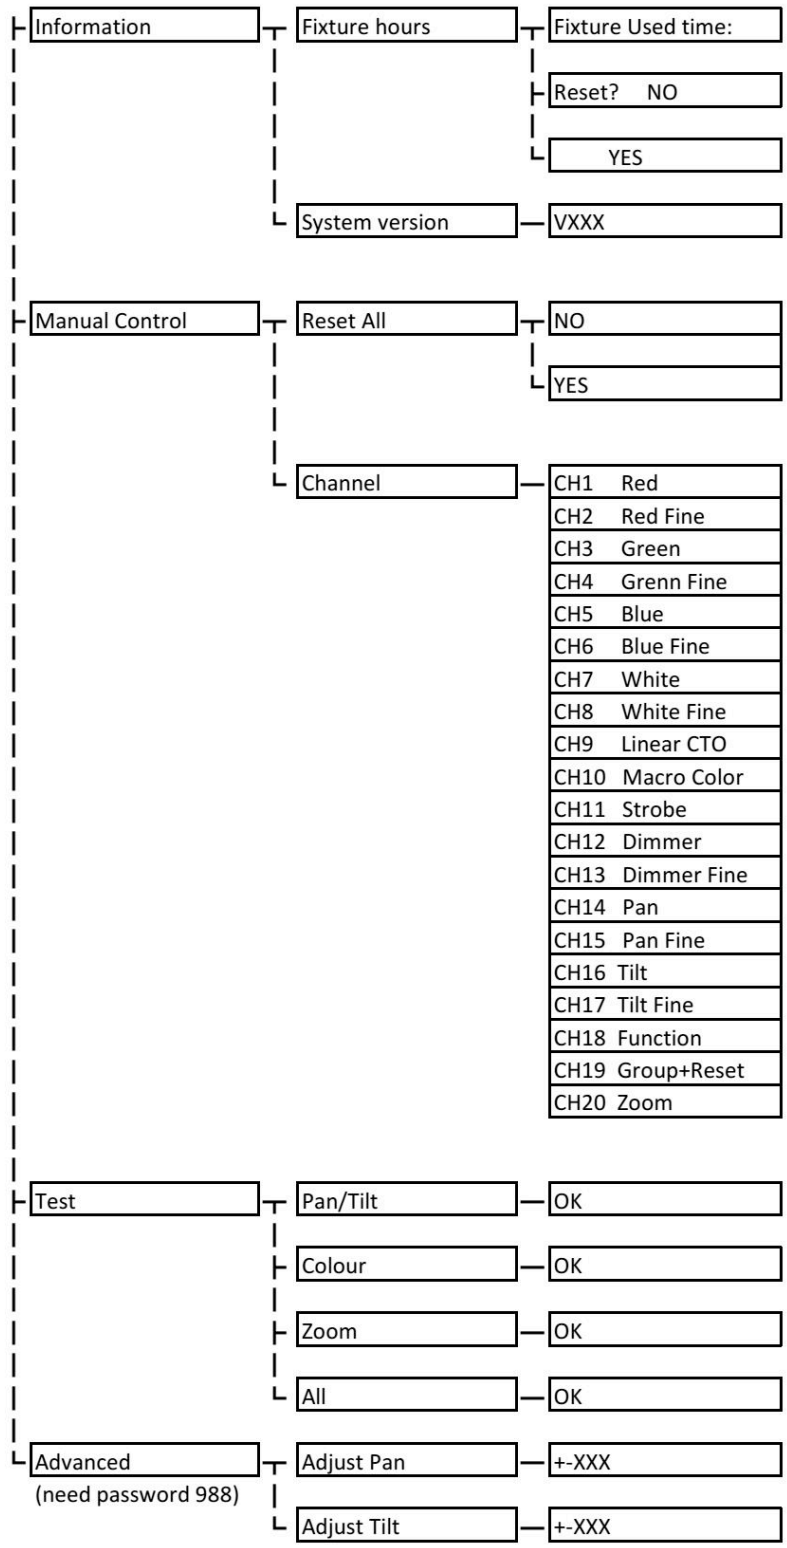 Information Fixture hours Fixture Used time:
Reset? NO
YES
System version VXXX
Manual Control Reset All NO
YES
Channel CH1 Red
CH2 Red Fine
CH3 Green
CH4 Grenn Fine
CH5 Blue
CH6 Blue Fine
CH7 White
CH8 White Fine
CH9 Linear CTO
CH10 Macro Color
CH11 Strobe
CH12 Dimmer
CH13 Dimmer Fine
CH14 Pan
CH15 Pan Fine
CH16 Tilt
CH17 Tilt Fine
CH18 Function
CH19 Group+Reset
CH20 Zoom
Test Pan/Tilt OK
Colour OK
Zoom OK
All OK
Advanced Adjust Pan +-XXX
(need password 988)
Adjust Tilt +-XXX